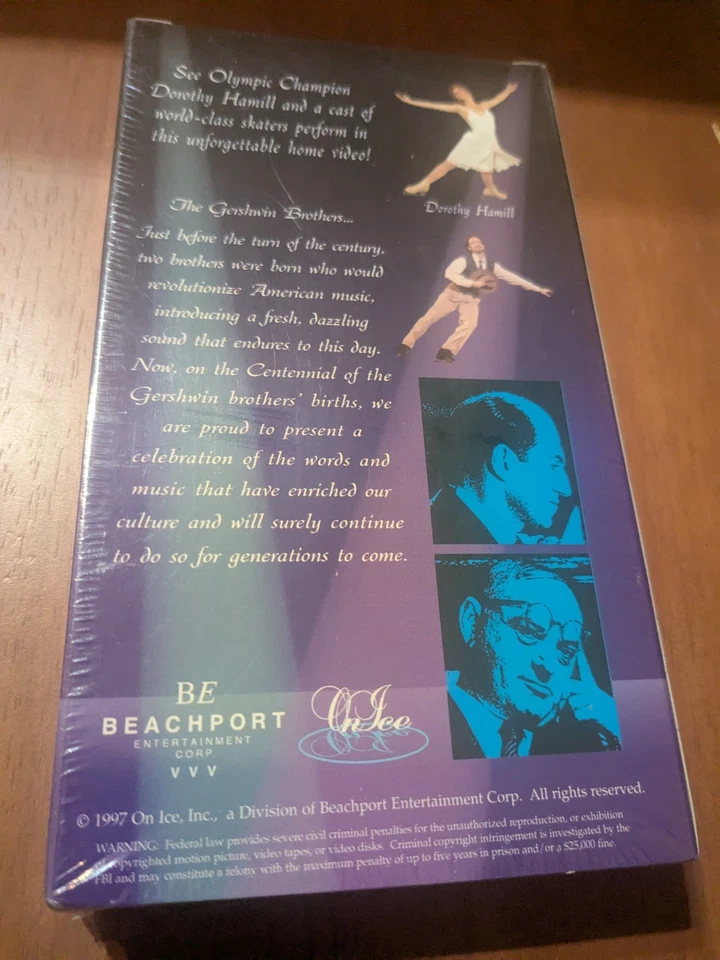 See Olympic Champion
Dorothy Hamill and a cast of
world-class skaters perform in
this unforgettable home video!
Dorothy Hamill
The Gershwin Brothers...
Just before the turn of the century,
two brothers were born who would
revolutionize American music,
introducing a fresh, dazzling
sound that endures to this day.
Now, on the Centennial of the
Gershwin brothers' births, we
are proud to present a
celebration of the words and
music that have enriched our
culture and will surely continue
to do so for generations to come.
BE
BEACHPORT
ENTERTAINMENT
CORP.
V V V
On Ice
© 1997 On Ice, Inc., a Division of Beachport Entertainment Corp. All rights reserved.
WARNING: Federal law provides severe civil criminal penalties for the unauthorized reproduction, or exhibition
of copyrighted motion picture, video tapes, or video disks. Criminal copyright infringement is investigated by the
FBI and may constitute a felony with the maximum penalty of up to five years in prison and/or a $25,000 fine.